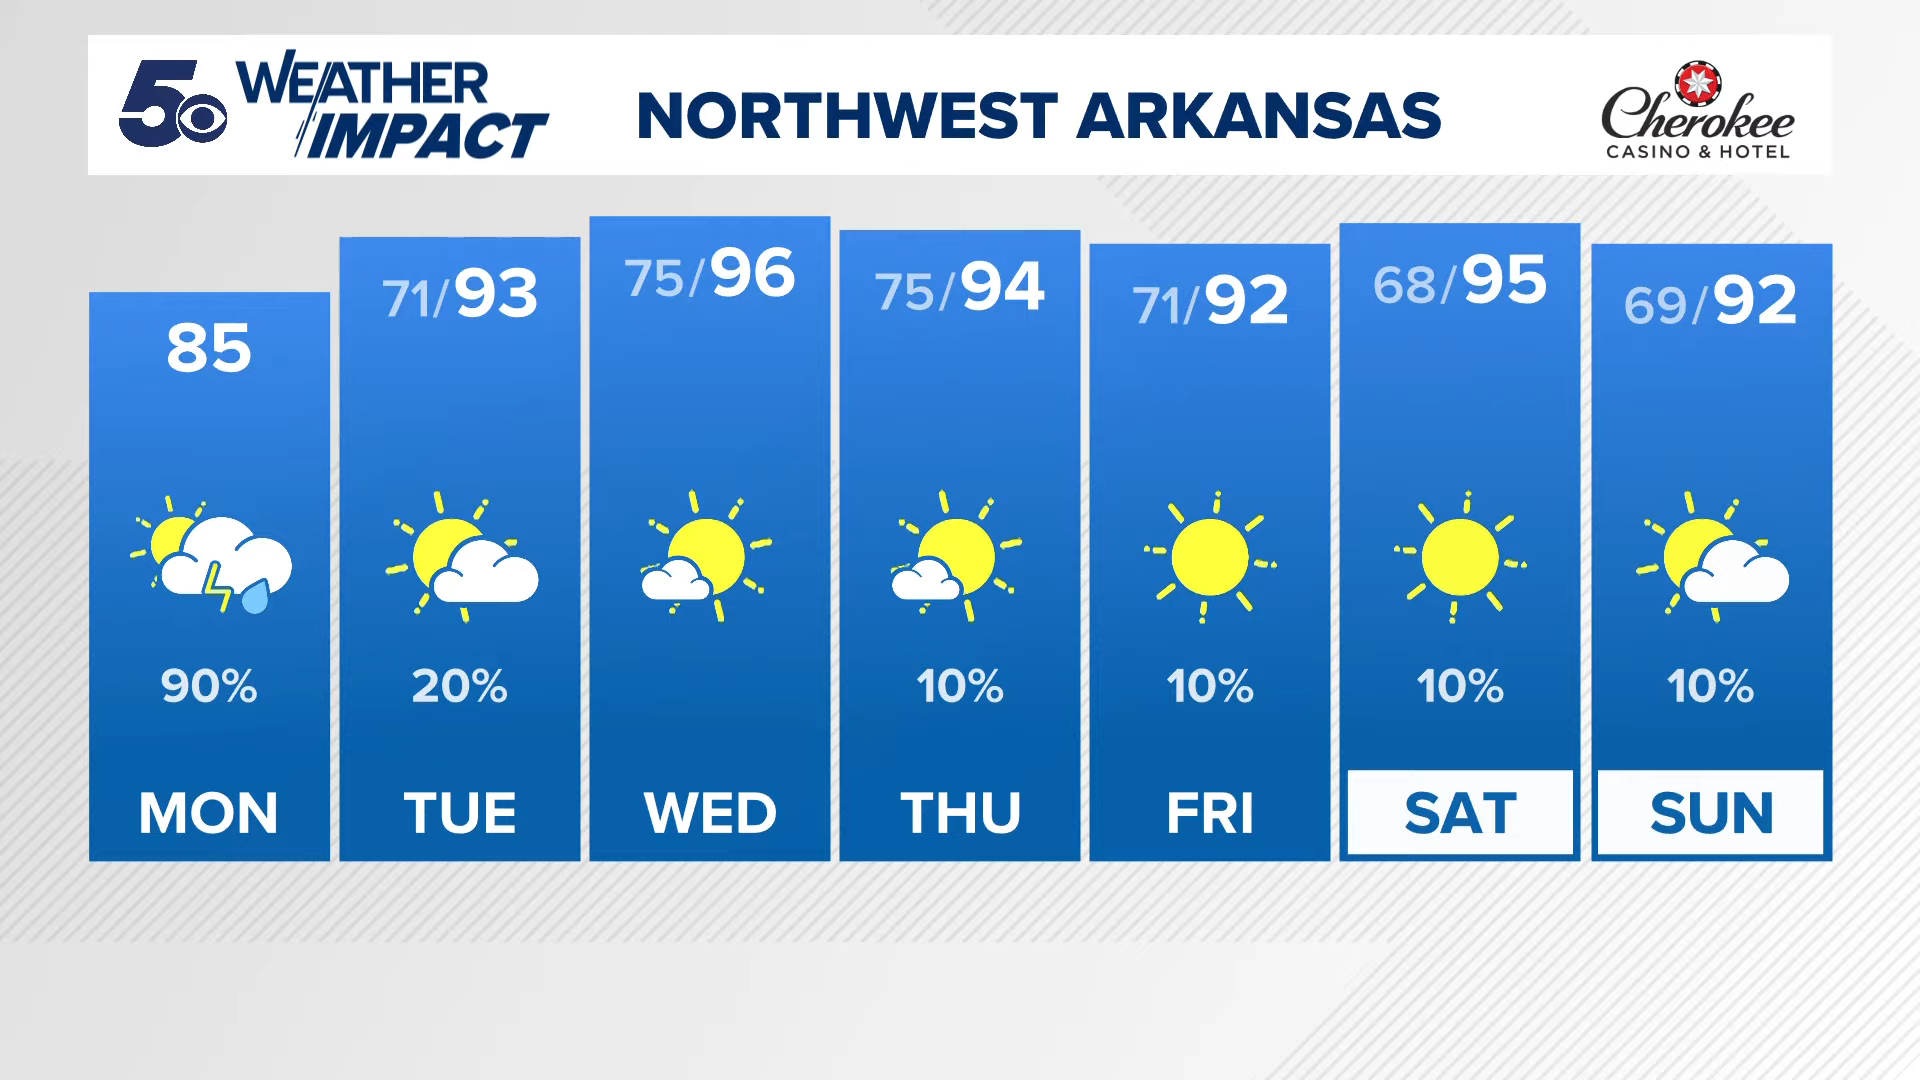 5 WEATHER IMPACT
NORTHWEST ARKANSAS
Cherokee
CASINO & HOTEL
85
90%
MON
71/93
20%
TUE
75/96
WED
75/94
10%
THU
71/92
10%
FRI
68/95
10%
SAT
69/92
10%
SUN